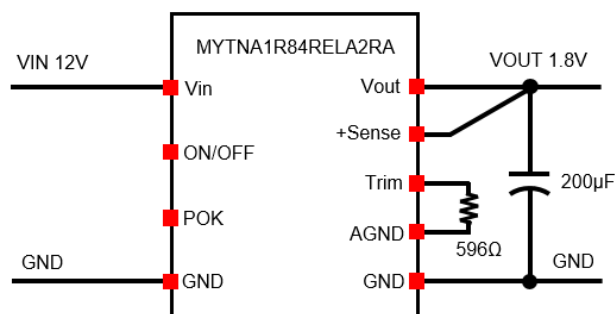 MYTNA1R84RELA2RA
VIN 12V
VOUT 1.8V
Vin
Vout
+Sense
ON/OFF
Trim
200µF
POK
AGND
596Ω
GND
GND
GND
GND